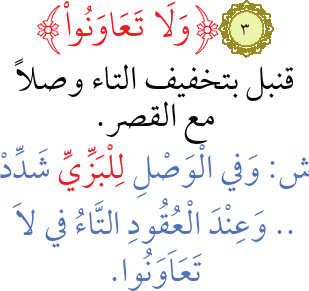 ٣ ﴿وَلَا تَعَاوَنُواْ﴾
قنبل بتخفيف التاء وصلاً
مع القصر.
ش: وَفِي الْوَصْلِ لِلْبَزِّيِّ شَدِّدْ
.. وَعِنْدَ الْعُقُودِ التَّاءُ فِي لاَ
تَعَاوَنُوا.